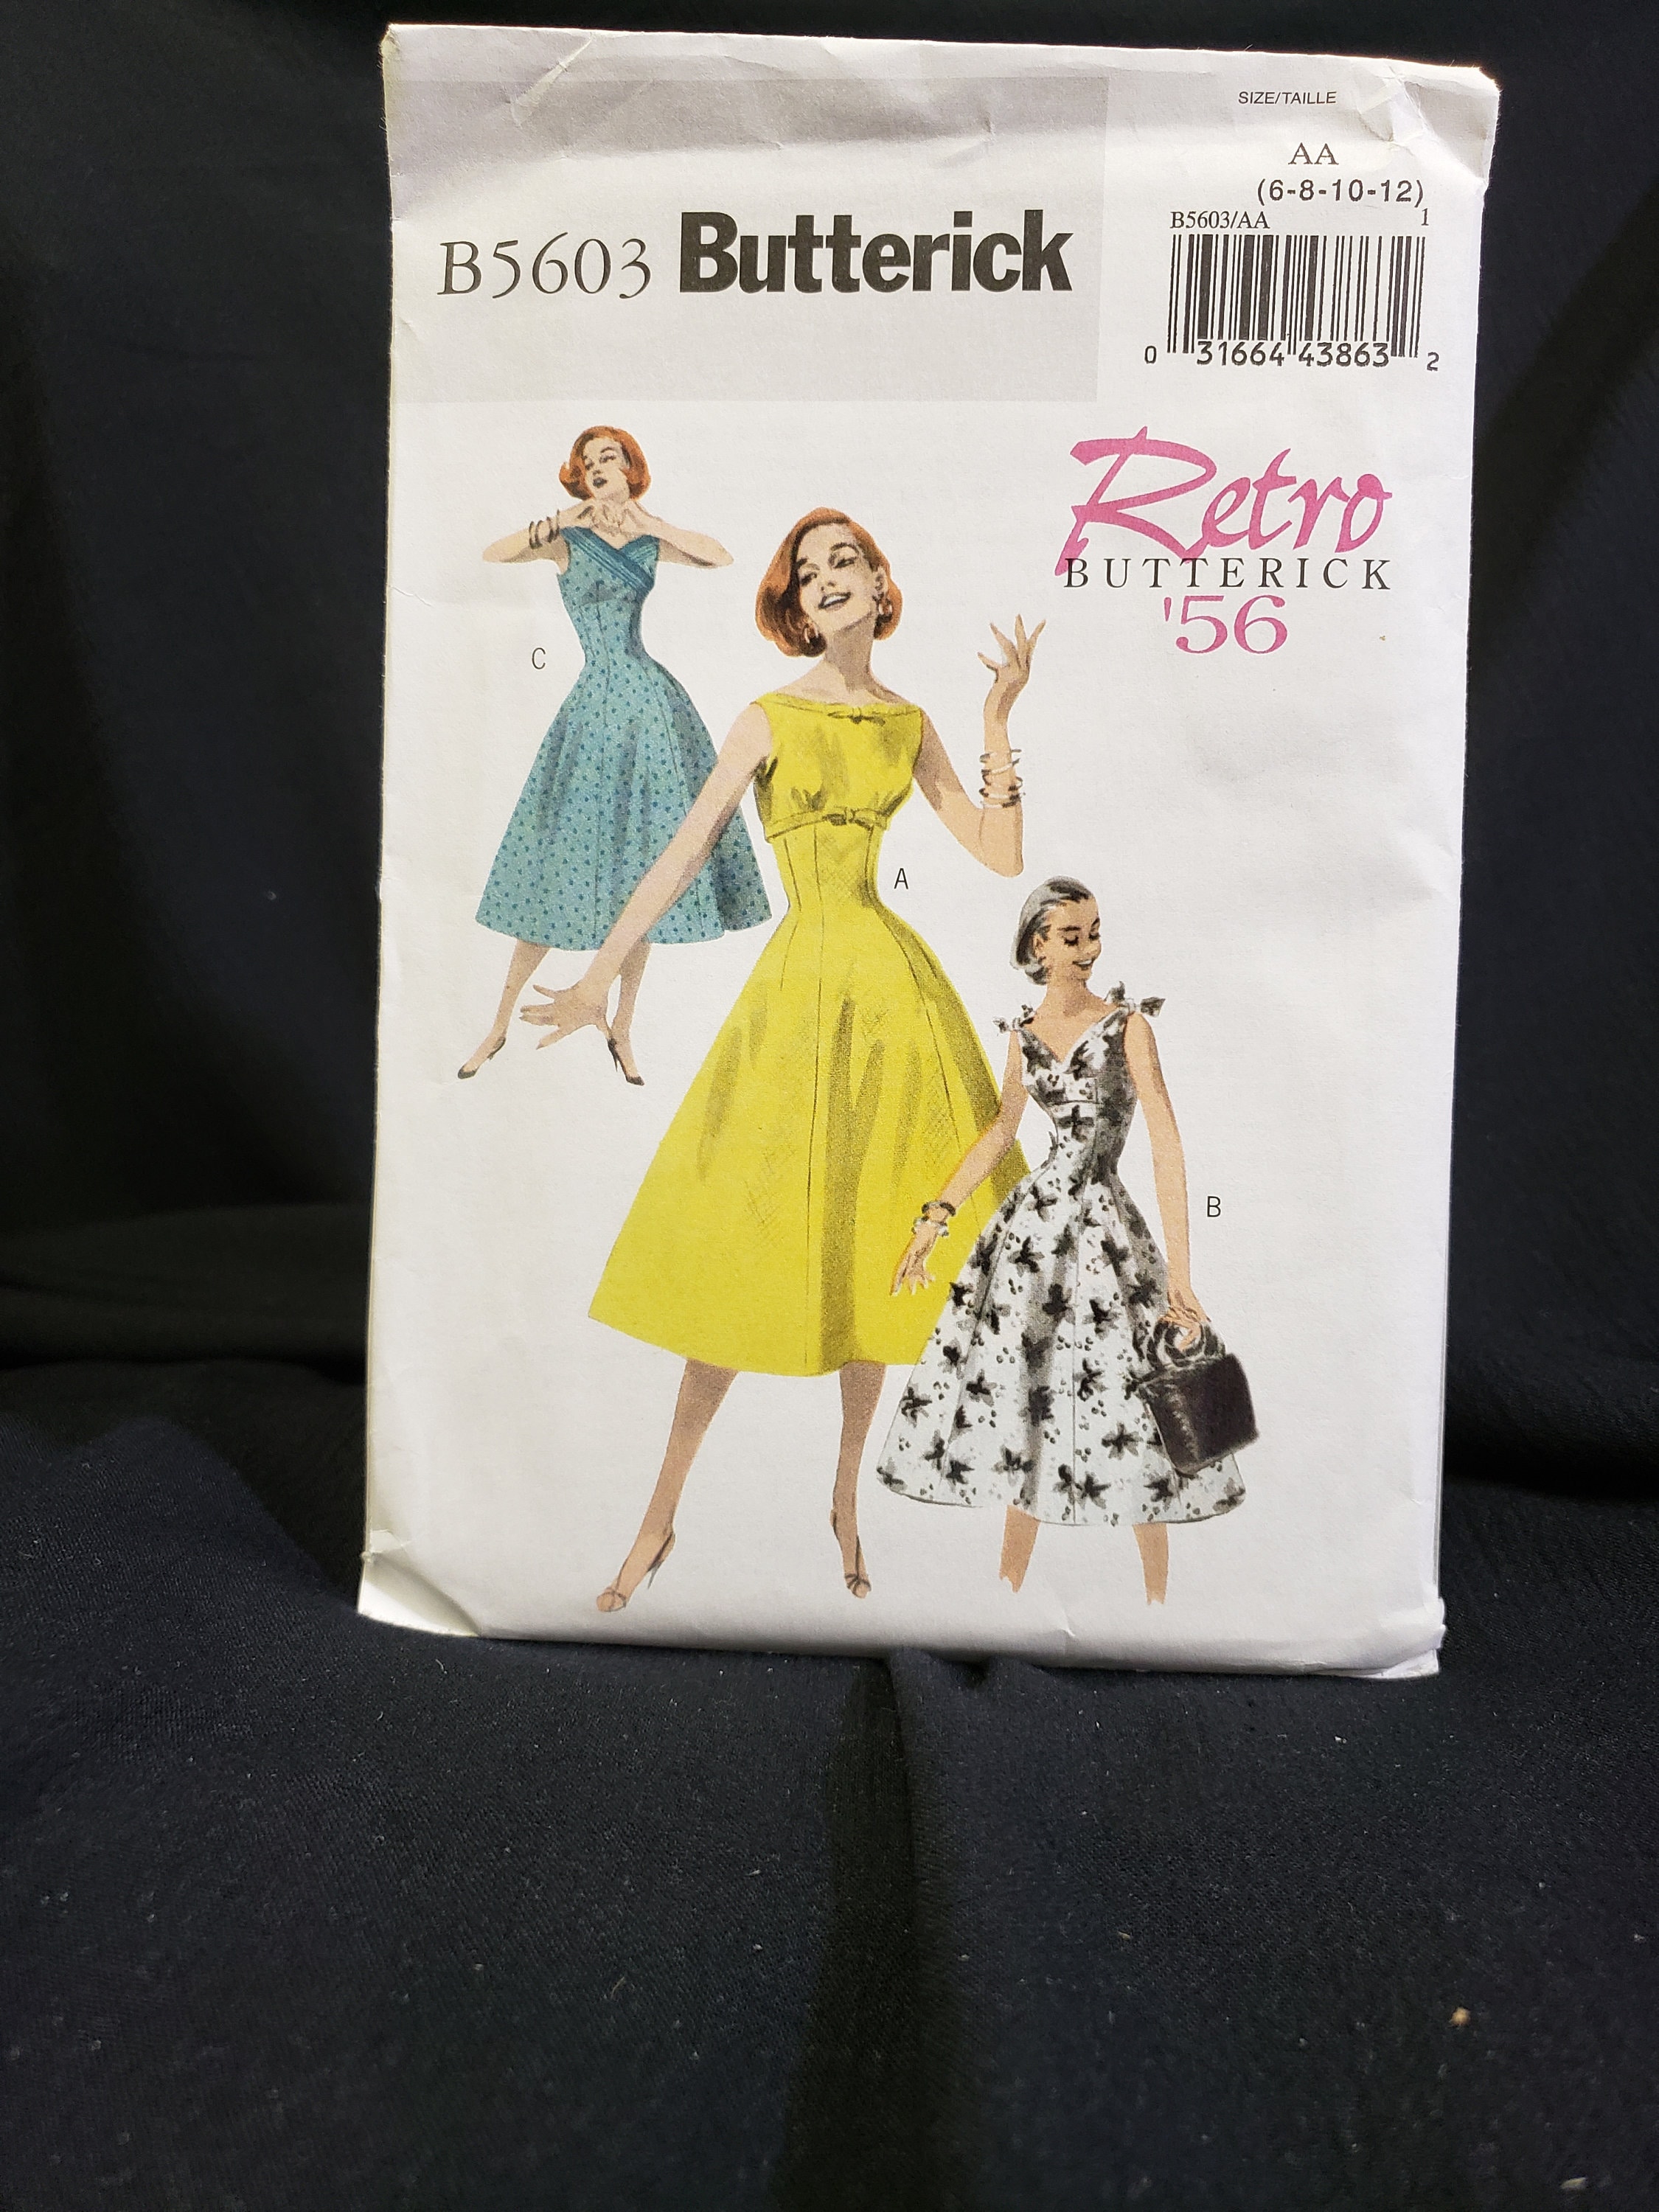 SIZE/TAILLE
AA
(6-8-10-12)
B5603/AA 1
B5603 Butterick
0 31664 43863 2
Retro
BUTTERICK
'56
C
A
B